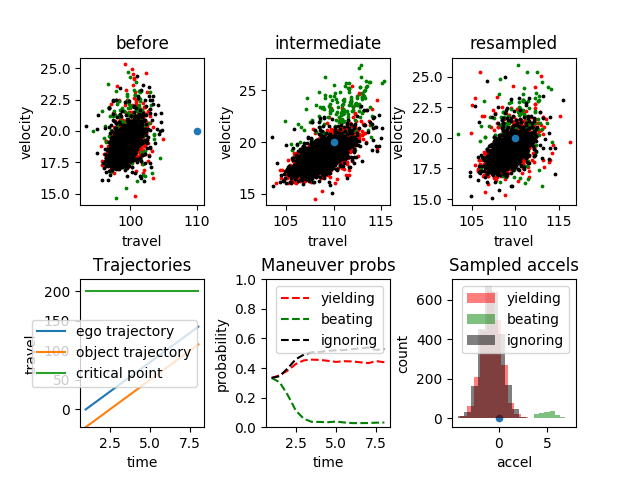 before
intermediate
resampled
25.0
22.5
20.0
17.5
15.0
velocity
100
110
travel
25
20
15
velocity
105
110
115
travel
25.0
22.5
20.0
17.5
15.0
velocity
105
110
115
travel
Trajectories
Maneuver probs
Sampled accels
200
150
100
50
0
travel
ego trajectory
object trajectory
critical point
2.5
5.0
7.5
time
1.0
0.8
0.6
0.4
0.2
0.0
probability
yielding
beating
ignoring
2.5
5.0
7.5
time
600
400
200
0
count
yielding
beating
ignoring
0
5
accel